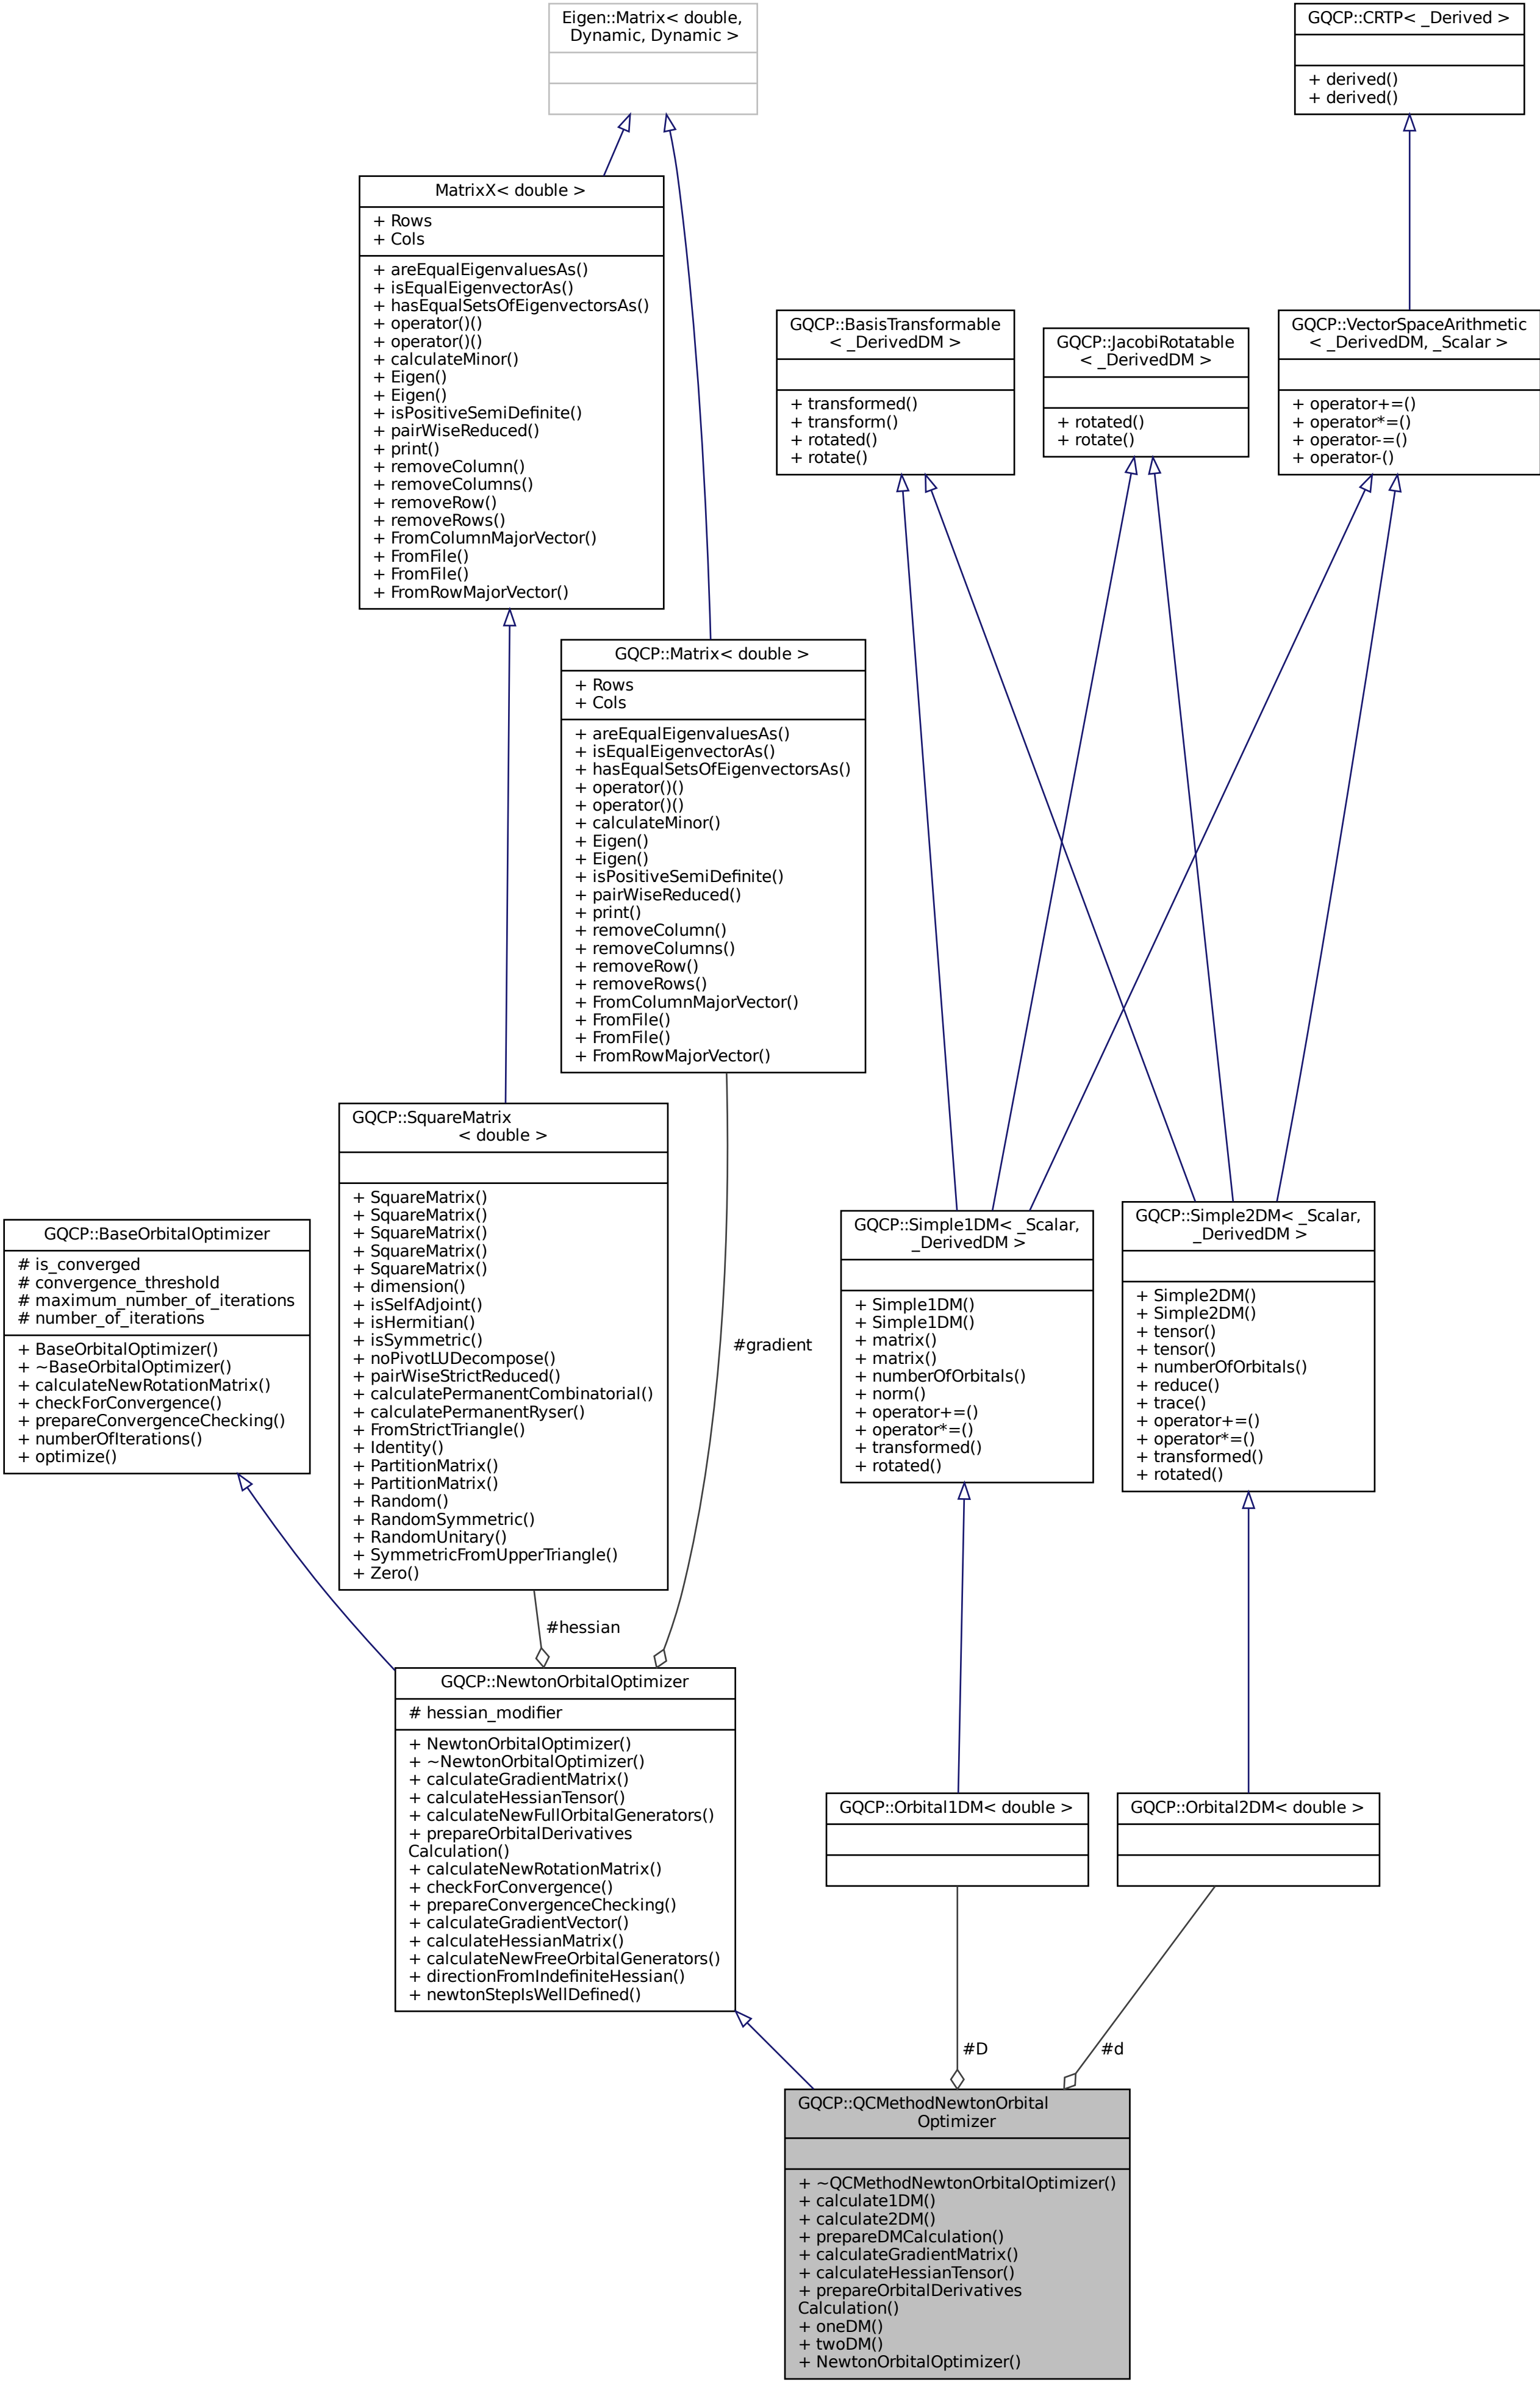 Eigen::Matrix< double,
Dynamic, Dynamic >
GQCP::CRTP< _Derived >
+ derived()
+ derived()
MatrixX< double >
+ Rows
+ Cols
+ areEqualEigenvaluesAs()
+ isEqualEigenvectorAs()
+ hasEqualSetsOfEigenvectorsAs()
+ operator()()
+ operator()()
+ calculateMinor()
+ Eigen()
+ Eigen()
+ isPositiveSemiDefinite()
+ pairWiseReduced()
+ print()
+ removeColumn()
+ removeColumns()
+ removeRow()
+ removeRows()
+ FromColumnMajorVector()
+ FromFile()
+ FromFile()
+ FromRowMajorVector()
GQCP::BasisTransformable
< _DerivedDM >
+ transformed()
+ transform()
+ rotated()
+ rotate()
GQCP::JacobiRotatable
< _DerivedDM >
+ rotated()
+ rotate()
GQCP::VectorSpaceArithmetic
< _DerivedDM, _Scalar >
+ operator+=()
+ operator*=()
+ operator-=()
+ operator-()
GQCP::Matrix< double >
+ Rows
+ Cols
+ areEqualEigenvaluesAs()
+ isEqualEigenvectorAs()
+ hasEqualSetsOfEigenvectorsAs()
+ operator()()
+ operator()()
+ calculateMinor()
+ Eigen()
+ Eigen()
+ isPositiveSemiDefinite()
+ pairWiseReduced()
+ print()
+ removeColumn()
+ removeColumns()
+ removeRow()
+ removeRows()
+ FromColumnMajorVector()
+ FromFile()
+ FromFile()
+ FromRowMajorVector()
GQCP::SquareMatrix
< double >
+ SquareMatrix()
+ SquareMatrix()
+ SquareMatrix()
+ SquareMatrix()
+ SquareMatrix()
+ dimension()
+ isSelfAdjoint()
+ isHermitian()
+ isSymmetric()
+ noPivotLUDecompose()
+ pairWiseStrictReduced()
+ calculatePermanentCombinatorial()
+ calculatePermanentRyser()
+ FromStrictTriangle()
+ Identity()
+ PartitionMatrix()
+ PartitionMatrix()
+ Random()
+ RandomSymmetric()
+ RandomUnitary()
+ SymmetricFromUpperTriangle()
+ Zero()
GQCP::BaseOrbitalOptimizer
# is_converged
# convergence_threshold
# maximum_number_of_iterations
# number_of_iterations
+ BaseOrbitalOptimizer()
+ ~BaseOrbitalOptimizer()
+ calculateNewRotationMatrix()
+ checkForConvergence()
+ prepareConvergenceChecking()
+ numberOfIterations()
+ optimize()
#gradient
GQCP::Simple1DM< _Scalar,
_DerivedDM >
+ Simple1DM()
+ Simple1DM()
+ matrix()
+ matrix()
+ numberOfOrbitals()
+ norm()
+ operator+=()
+ operator*=()
+ transformed()
+ rotated()
GQCP::Simple2DM< _Scalar,
_DerivedDM >
+ Simple2DM()
+ Simple2DM()
+ tensor()
+ tensor()
+ numberOfOrbitals()
+ reduce()
+ trace()
+ operator+=()
+ operator*=()
+ transformed()
+ rotated()
#hessian
GQCP::NewtonOrbitalOptimizer
# hessian_modifier
+ NewtonOrbitalOptimizer()
+ ~NewtonOrbitalOptimizer()
+ calculateGradientMatrix()
+ calculateHessianTensor()
+ calculateNewFullOrbitalGenerators()
+ prepareOrbitalDerivatives
Calculation()
+ calculateNewRotationMatrix()
+ checkForConvergence()
+ prepareConvergenceChecking()
+ calculateGradientVector()
+ calculateHessianMatrix()
+ calculateNewFreeOrbitalGenerators()
+ directionFromIndefiniteHessian()
+ newtonStepIsWellDefined()
GQCP::Orbital1DM< double >
GQCP::Orbital2DM< double >
#D
#d
GQCP::QCMethodNewtonOrbital
Optimizer
+ ~QCMethodNewtonOrbitalOptimizer()
+ calculate1DM()
+ calculate2DM()
+ prepareDMCalculation()
+ calculateGradientMatrix()
+ calculateHessianTensor()
+ prepareOrbitalDerivatives
Calculation()
+ oneDM()
+ twoDM()
+ NewtonOrbitalOptimizer()